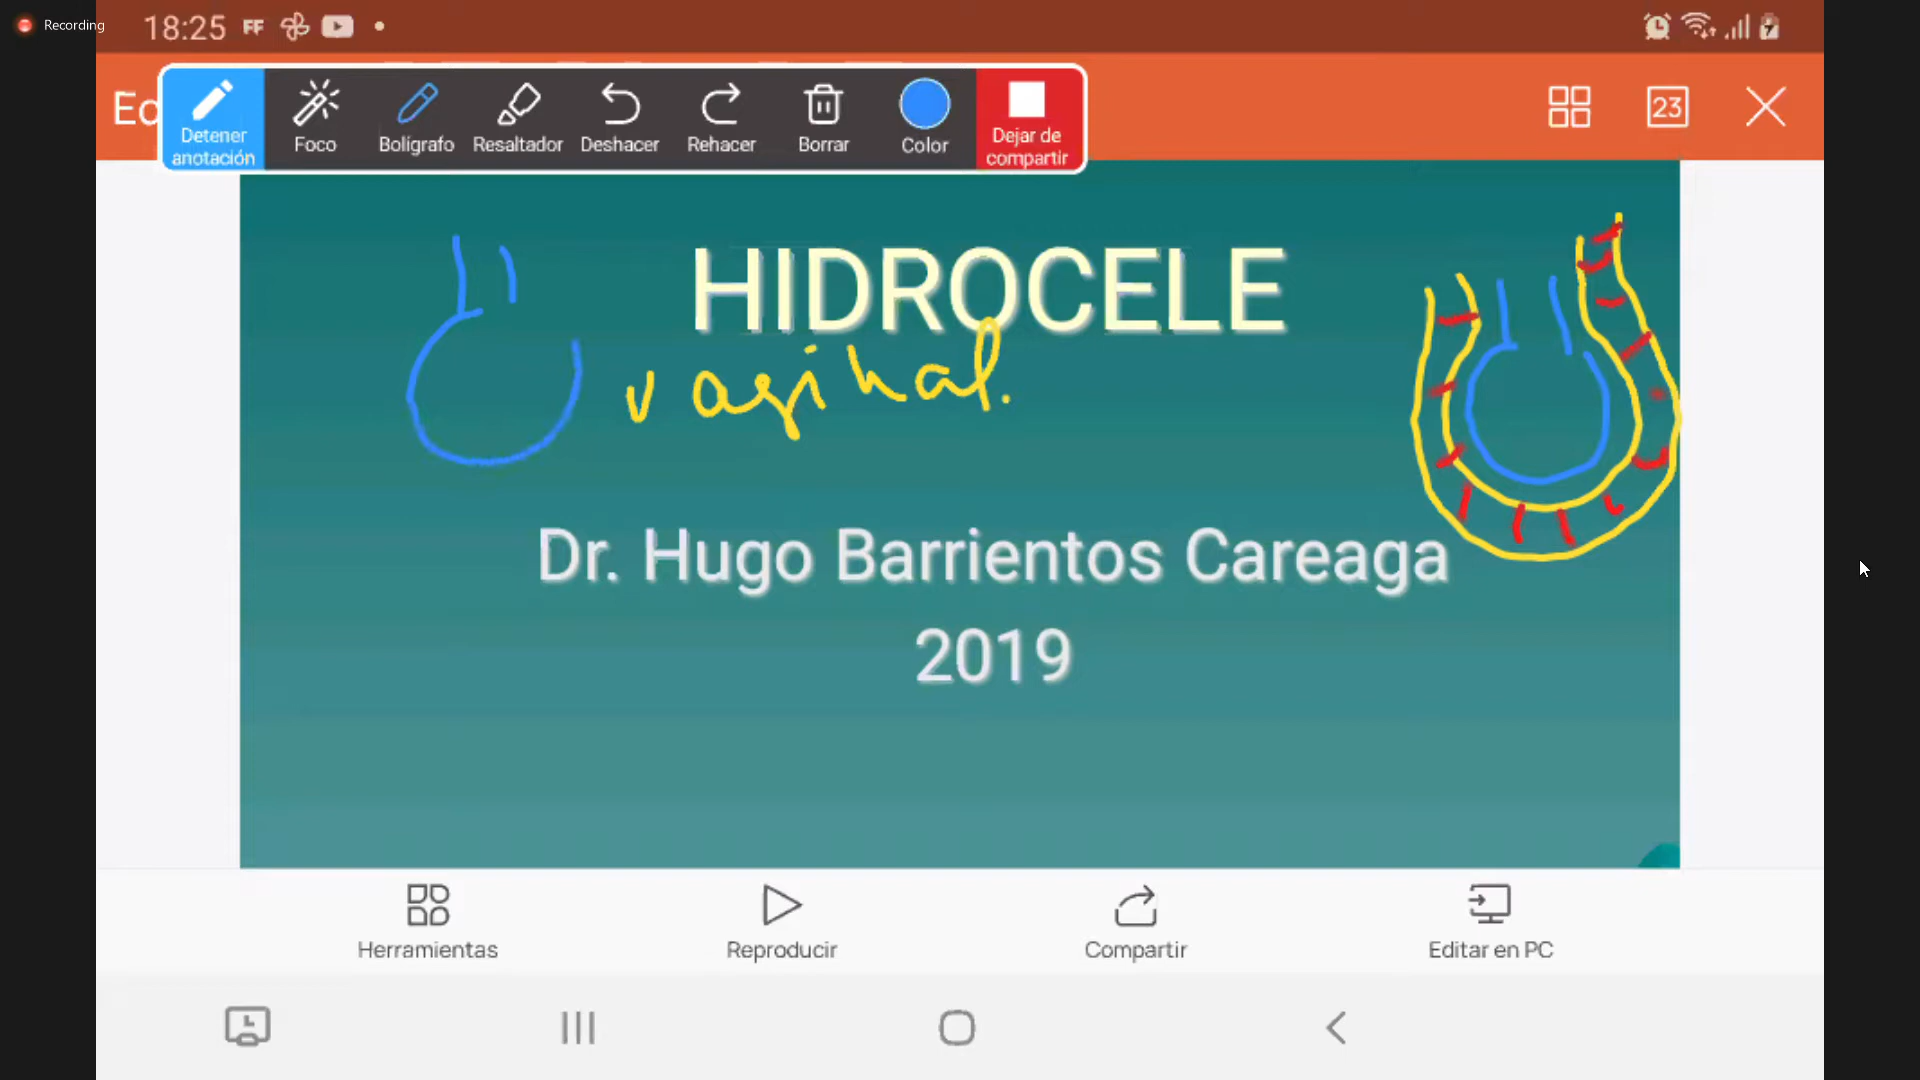 Recording
18:25 FF
Ec
Detener anotación
Foco
Bolígrafo
Resaltador
Deshacer
Rehacer
Borrar
Color
Dejar de compartir
23
HIDROCELE
vaginal.
Dr. Hugo Barrientos Careaga
2019
Herramientas
Reproducir
Compartir
Editar en PC